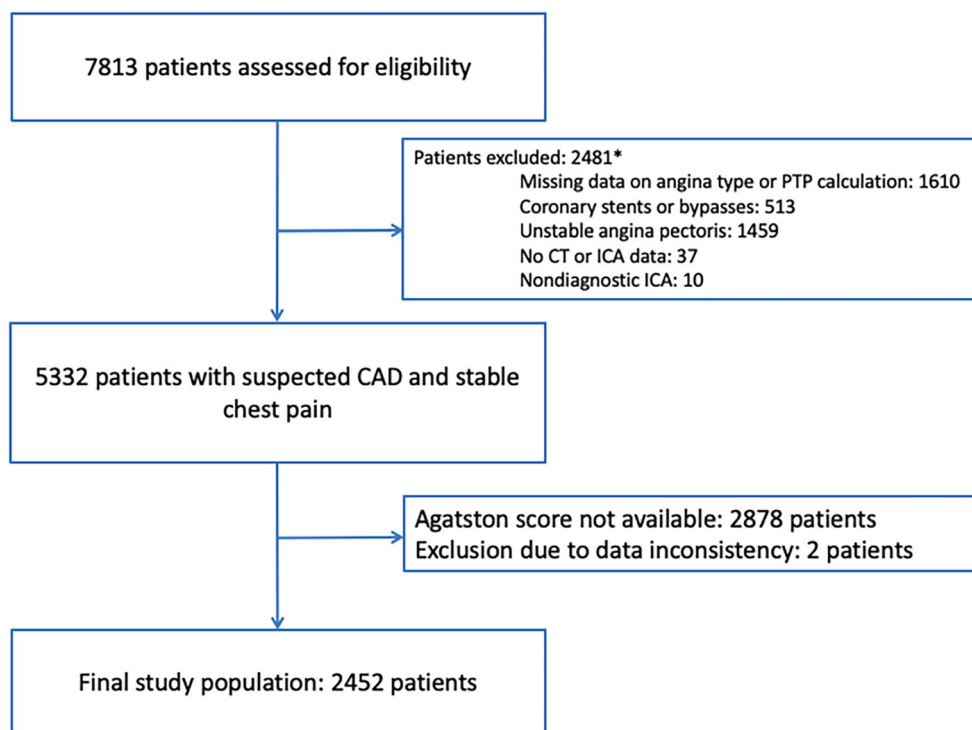 7813 patients assessed for eligibility
Patients excluded: 2481*
Missing data on angina type or PTP calculation: 1610
Coronary stents or bypasses: 513
Unstable angina pectoris: 1459
No CT or ICA data: 37
Nondiagnostic ICA: 10
5332 patients with suspected CAD and stable
chest pain
Agatston score not available: 2878 patients
Exclusion due to data inconsistency: 2 patients
Final study population: 2452 patients